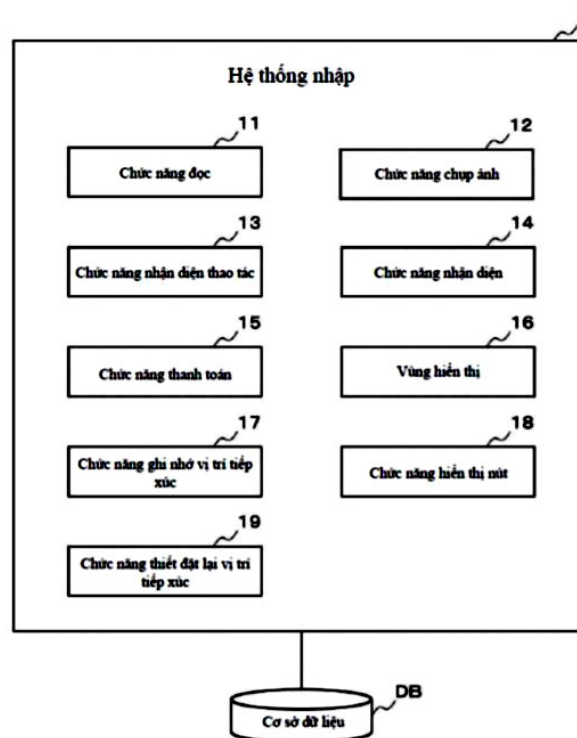 Hệ thống nhập
11
Chức năng đọc
12
Chức năng chụp ảnh
13
Chức năng nhận diện thao tác
14
Chức năng nhận diện
15
Chức năng thanh toán
16
Vùng hiển thị
17
Chức năng ghi nhớ vị trí tiếp
xúc
18
Chức năng hiển thị nút
19
Chức năng thiết đặt lại vị trí
tiếp xúc
DB
Cơ sở dữ liệu